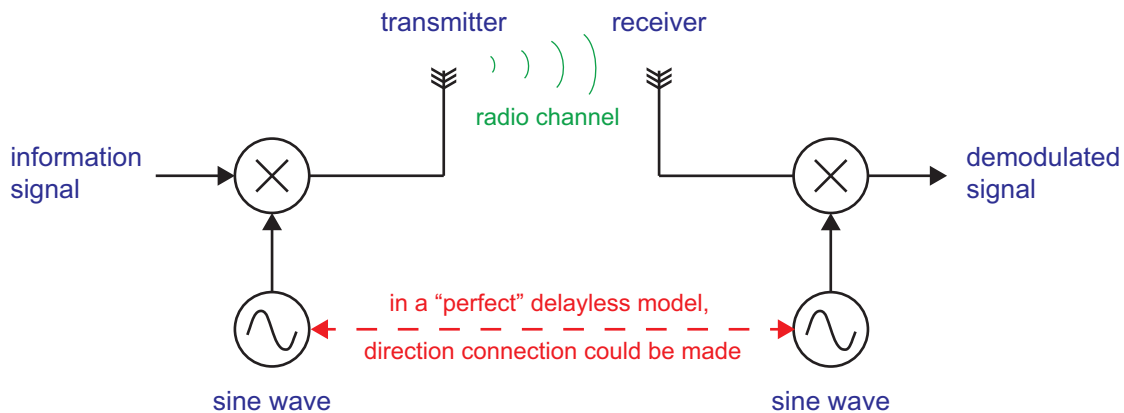 transmitter
receiver
radio channel
information
signal
demodulated
signal
in a “perfect” delayless model,
direction connection could be made
sine wave
sine wave